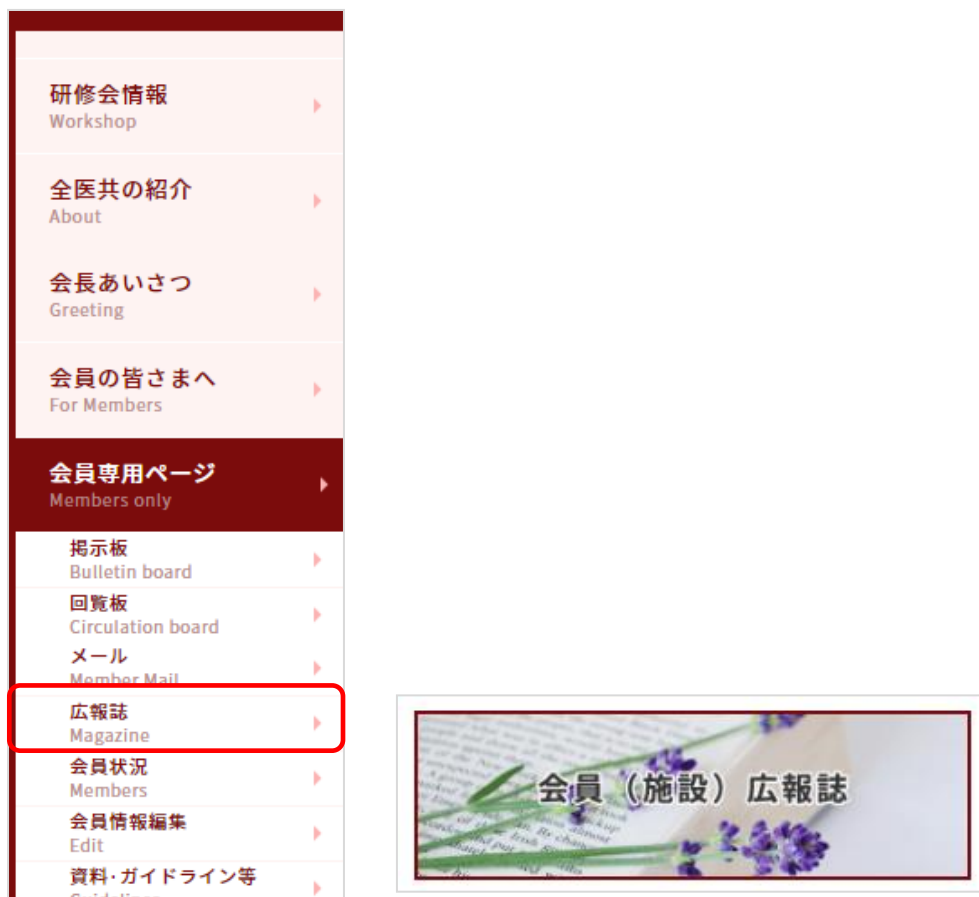 研修会情報
Workshop
全医共の紹介
About
会長あいさつ
Greeting
会員の皆さまへ
For Members
会員専用ページ
Members only
掲示板
Bulletin board
回覧板
Circulation board
メール
Member Mail
広報誌
Magazine
会員状況
Members
会員情報編集
Edit
資料・ガイドライン等
Guidelines
会員（施設）広報誌